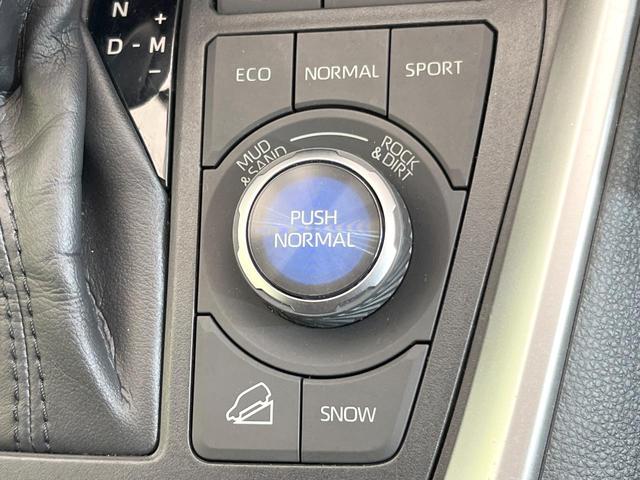 N +
D - M
-
ECO NORMAL SPORT
MUD
& SAND
ROCK
& DIRT
PUSH
NORMAL
SNOW